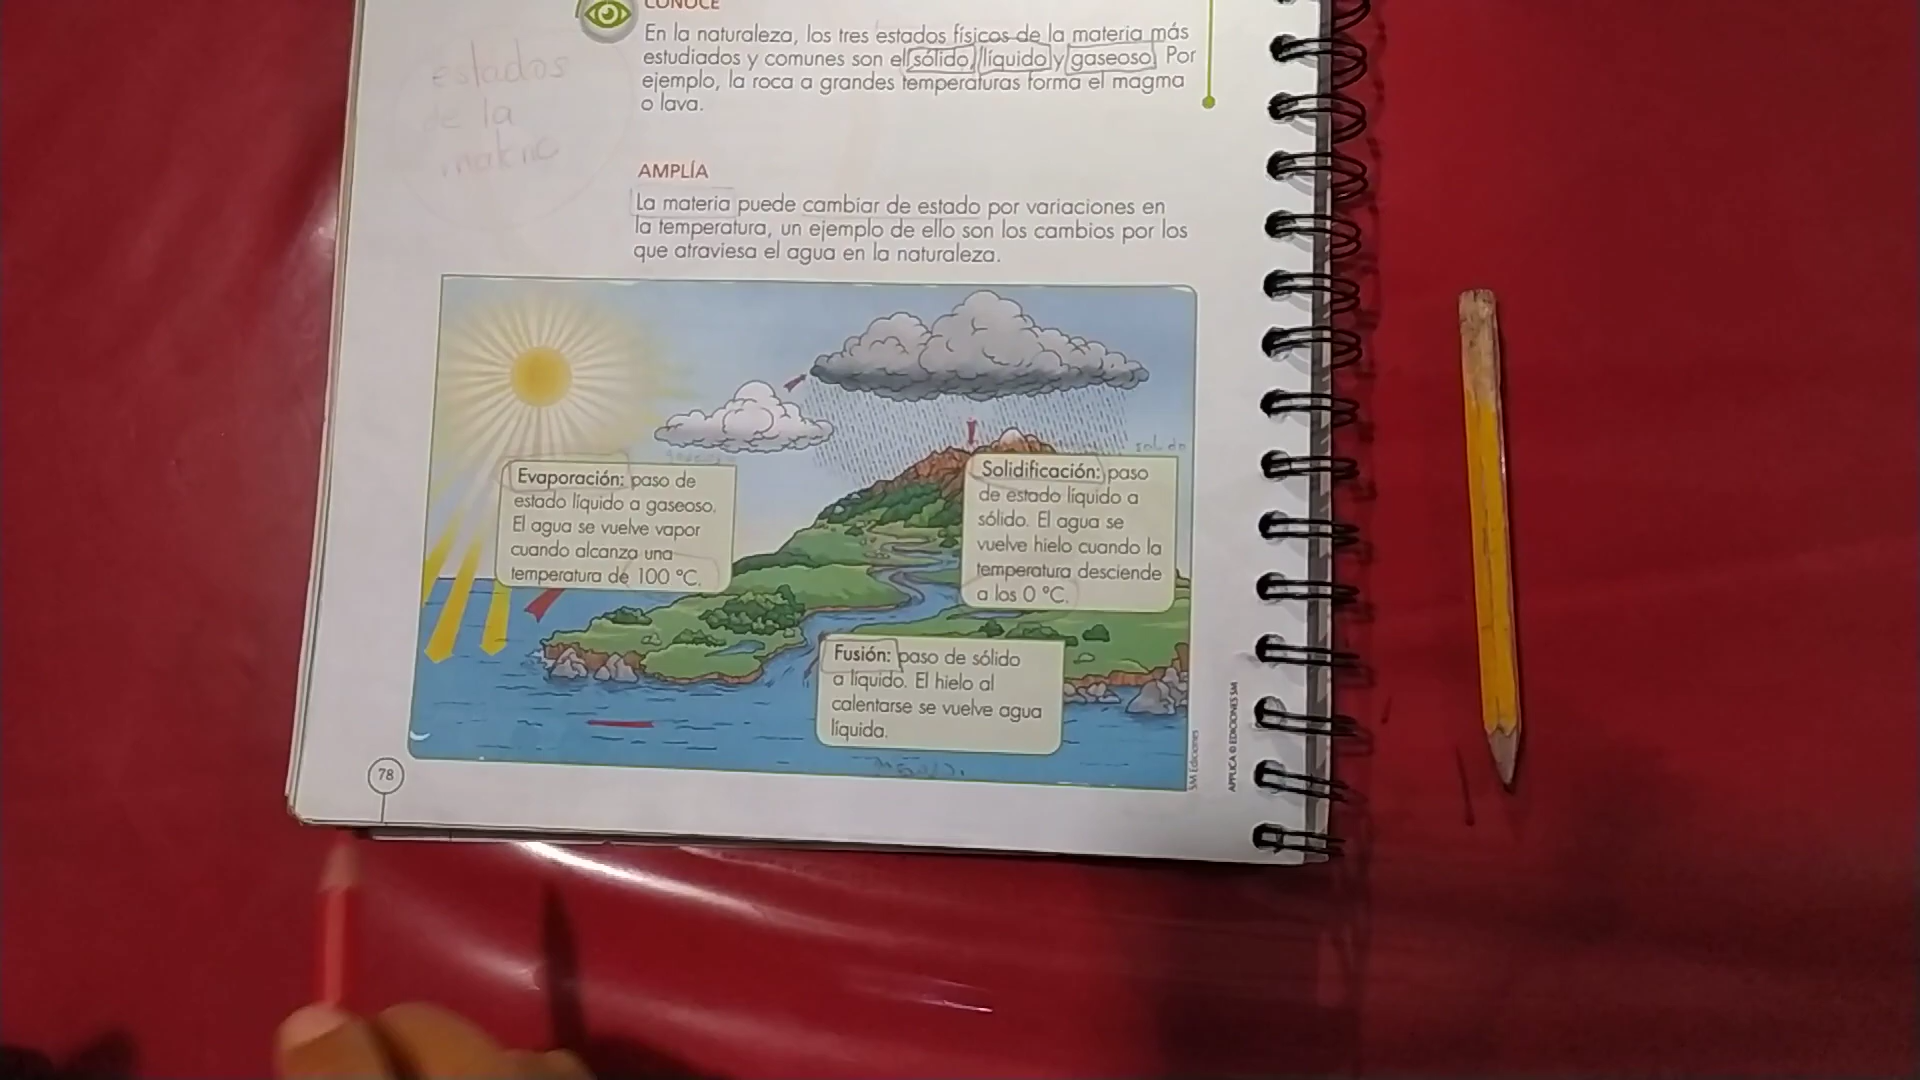 CONOCE
En la naturaleza, los tres estados físicos de la materia más
estudiados y comunes son el sólido, líquido y gaseoso. Por
ejemplo, la roca a grandes temperaturas forma el magma
o lava.
estados
de la
AMPLÍA
La materia puede cambiar de estado por variaciones en
la temperatura, un ejemplo de ello son los cambios por los
que atraviesa el agua en la naturaleza.
Evaporación: paso de
estado líquido a gaseoso.
El agua se vuelve vapor
cuando alcanza una
temperatura de 100 °C.
Solidificación: paso
de estado líquido a
sólido. El agua se
vuelve hielo cuando la
temperatura desciende
a los 0 °C.
Fusión: paso de sólido
a líquido. El hielo al
calentarse se vuelve agua
líquida.
78
SM Ediciones
APPLICA © EDICIONES SM